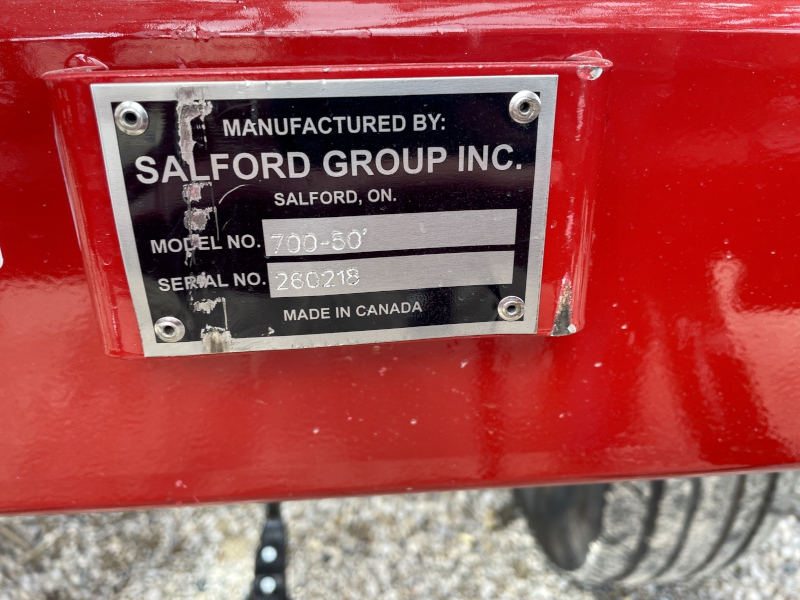 MANUFACTURED BY:
SALFORD GROUP INC.
SALFORD, ON.
MODEL NO. 700-50'
SERIAL NO. 260218
MADE IN CANADA